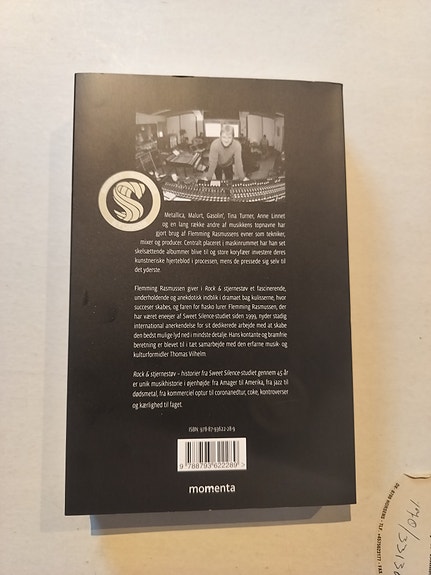 S
Metallica, Malurt, Gasolin', Tina Turner, Anne Linnet
og en lang række andre af musikkens topnavne har
gjort brug af Flemming Rasmussens evner som tekniker,
mixer og producer. Centralt placeret i maskinrummet har han set
skelsættende albummer blive til og store koryfæer investere deres
kunstneriske hjerteblod i processen, mens de pressede sig selv til
det yderste.
Flemming Rasmussen giver i Rock & stjernestøv et fascinerende,
underholdende og anekdotisk indblik i dramaet bag kulisserne, hvor
succeser skabes, og faren for fiasko lurer. Flemming Rasmussen, der
har været eneejer af Sweet Silence-studiet siden 1999, nyder stadig
international anerkendelse for sit dedikerede arbejde med at skabe
den bedst mulige lyd ned i mindste detalje. Hans kontante og bramfrie
beretning er blevet til i tæt samarbejde med den erfarne musik- og
kulturformidler Thomas Vilhelm.
Rock & stjernestøv – historier fra Sweet Silence-studiet gennem 45 år
er unik musikhistorie i øjenhøjde: fra Amager til Amerika, fra jazz til
dødsmetal, fra kommerciel optur til coronanedtur, coke, kontroverser
og kærlighed til faget.
ISBN: 978-87-93622-28-9
9 788793 622289 >
momenta